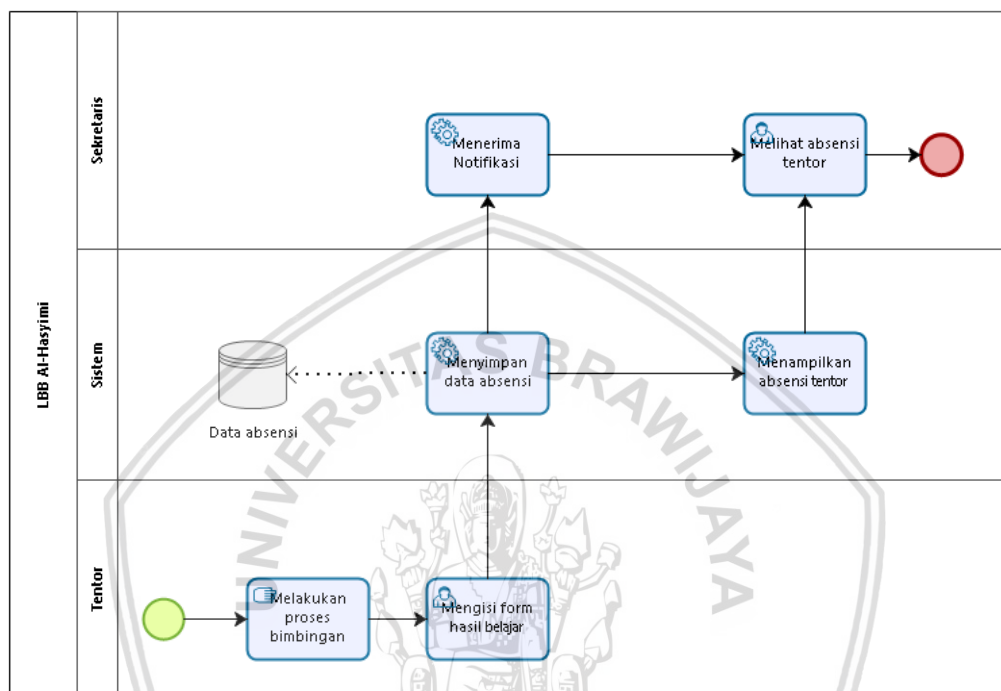 LBB Al-Hasyimi
Sekretaris
Menerima
Notifikasi
Melihat absensi
tentor
Sistem
Data absensi
Menyimpan
data absensi
Menampilkan
absensi tentor
UNIVERSITAS BRAWIJAYA
Tentor
Melakukan
proses
bimbingan
Mengisi form
hasil belajar